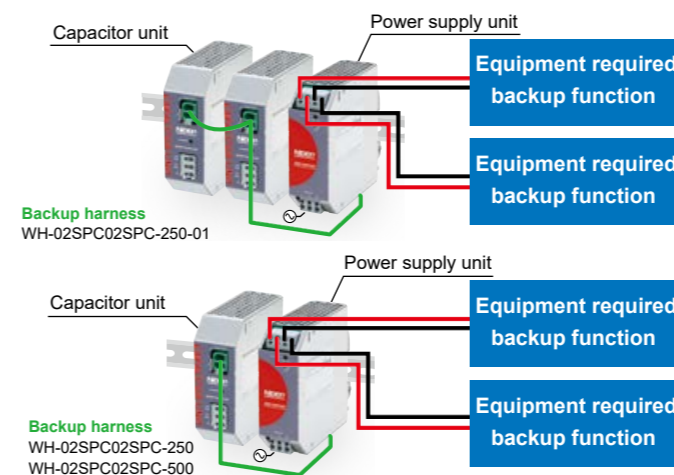 Capacitor unit
Power supply unit
Equipment required
backup function
Equipment required
backup function
Backup harness
WH-02SPC02SPC-250-01
Power supply unit
Capacitor unit
Equipment required
backup function
Equipment required
backup function
Backup harness
WH-02SPC02SPC-250
WH-02SPC02SPC-500